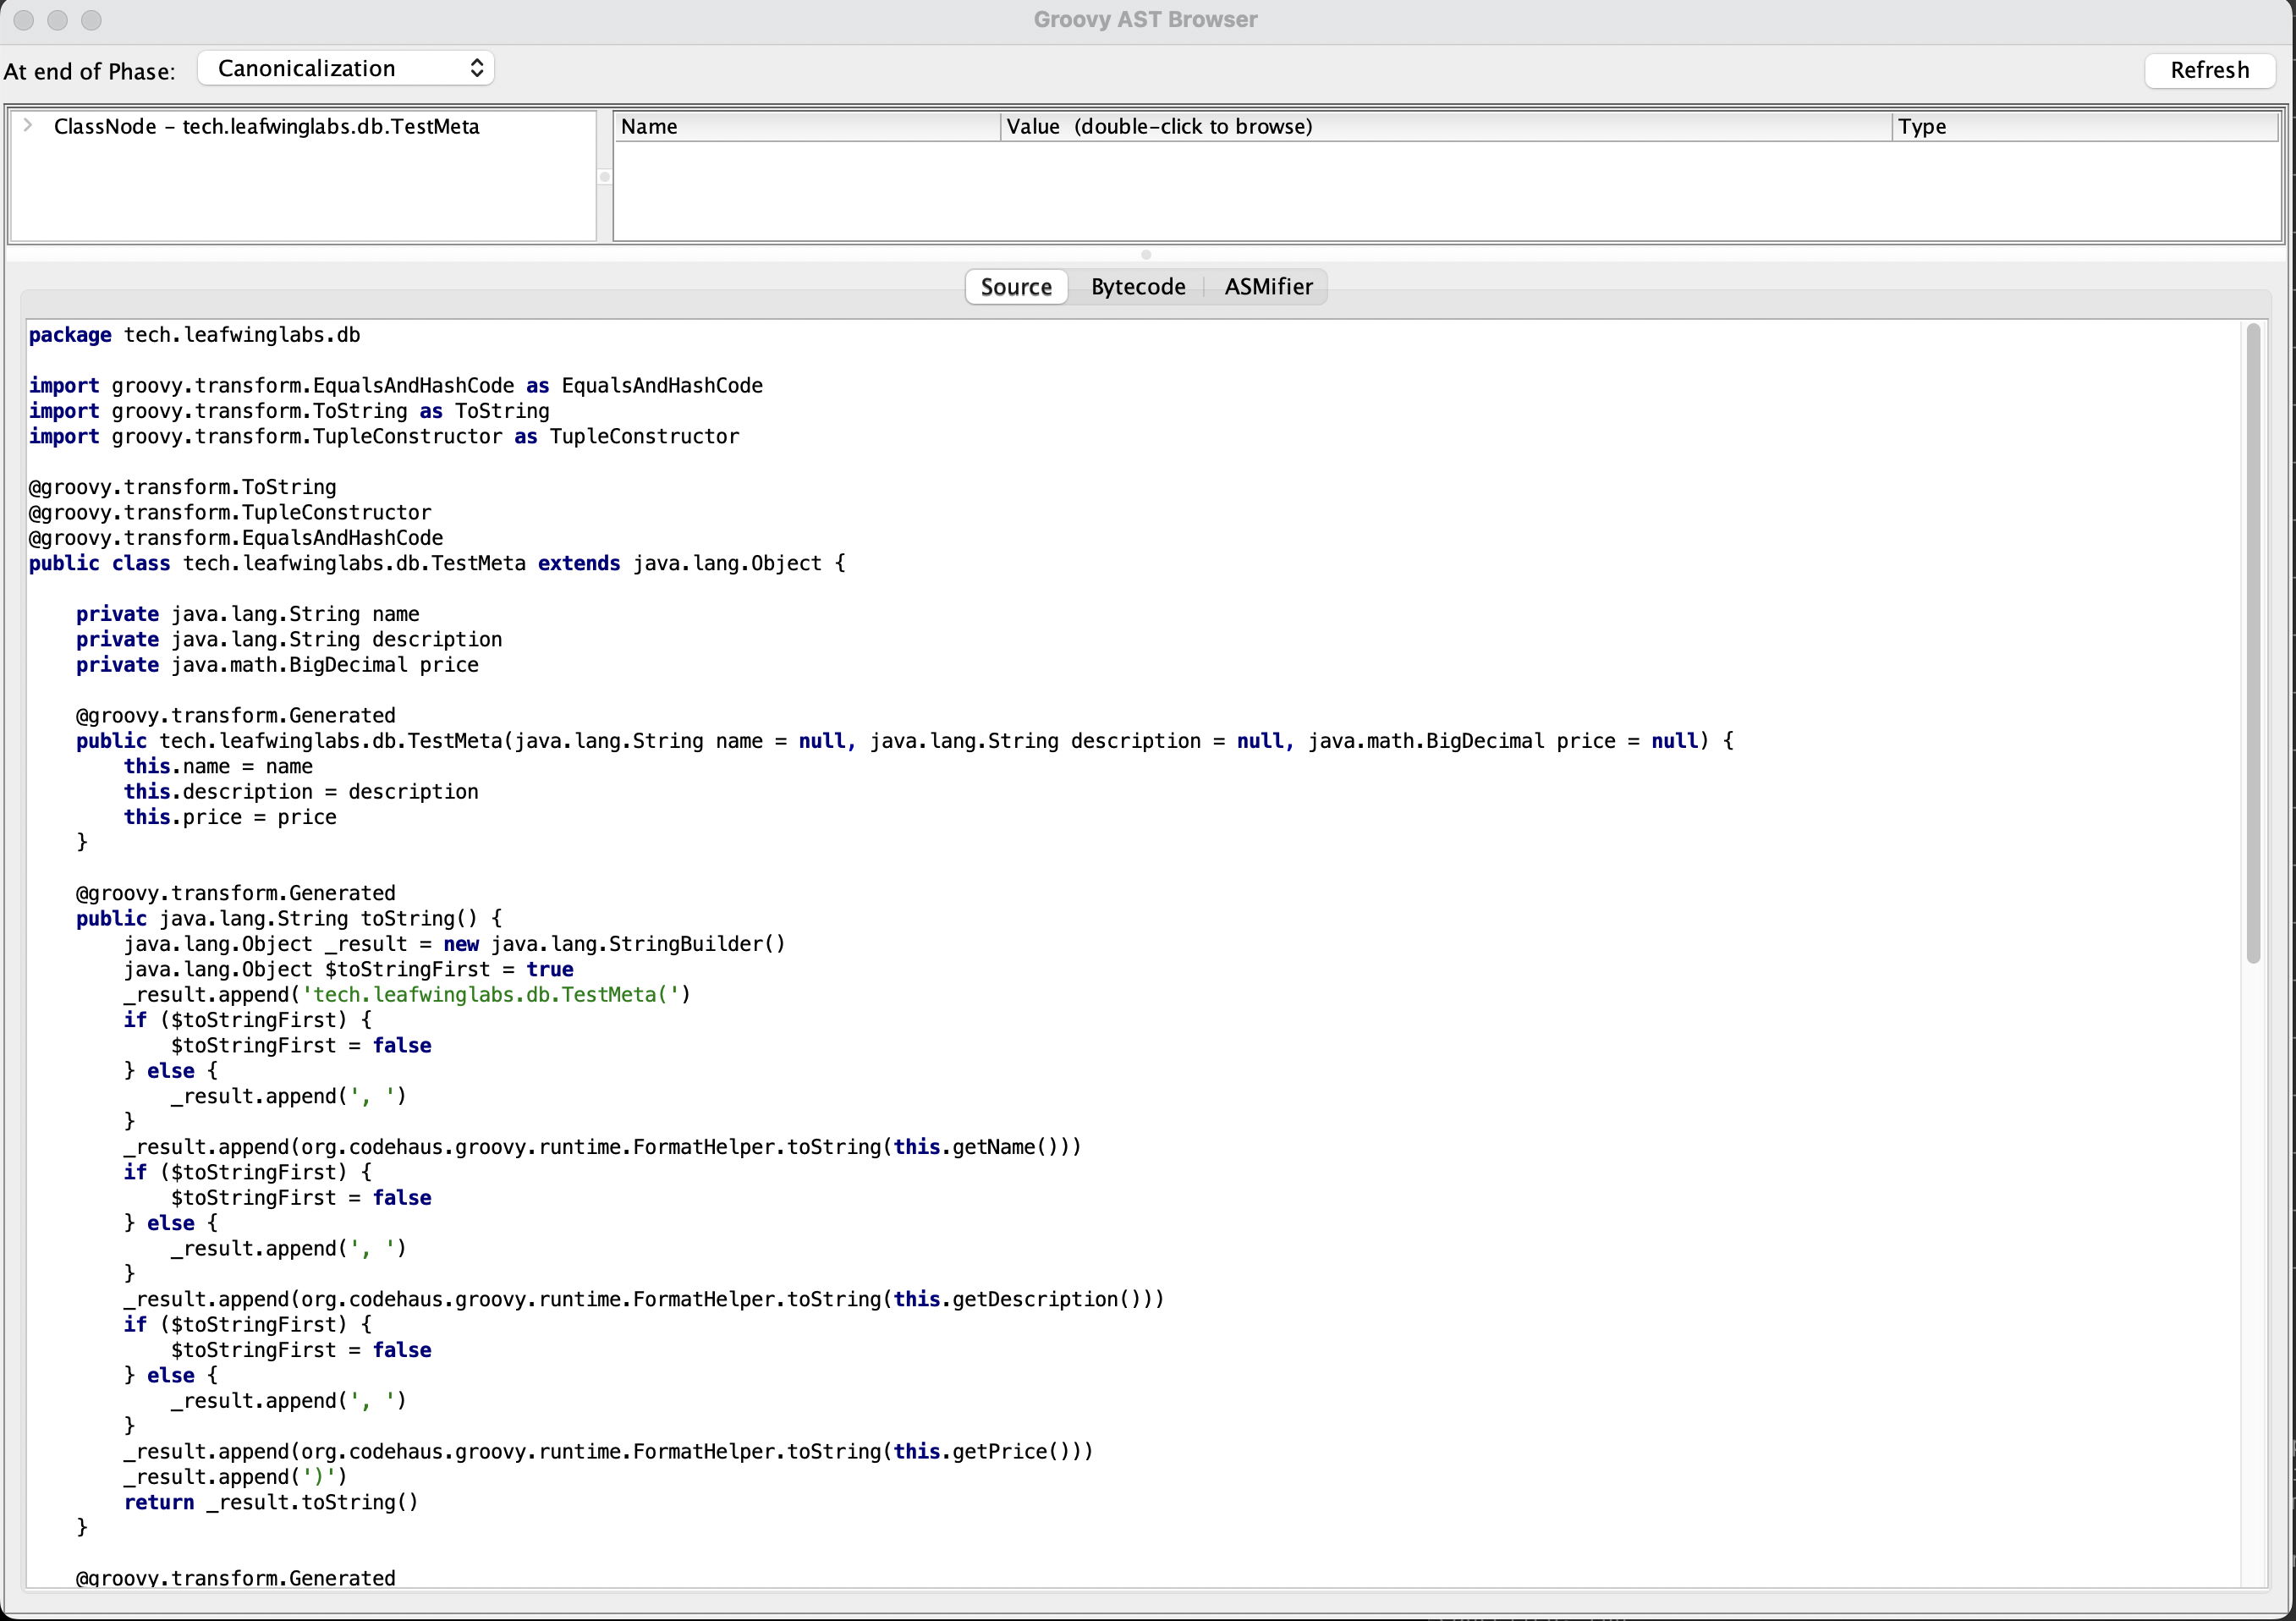 Groovy AST Browser
At end of Phase: Canonicalization Refresh
ClassNode - tech.leafwinglabs.db.TestMeta
Name Value (double-click to browse) Type
Source Bytecode ASMifier
package tech.leafwinglabs.db

import groovy.transform.EqualsAndHashCode as EqualsAndHashCode
import groovy.transform.ToString as ToString
import groovy.transform.TupleConstructor as TupleConstructor

@groovy.transform.ToString
@groovy.transform.TupleConstructor
@groovy.transform.EqualsAndHashCode
public class tech.leafwinglabs.db.TestMeta extends java.lang.Object {

    private java.lang.String name
    private java.lang.String description
    private java.math.BigDecimal price

    @groovy.transform.Generated
    public tech.leafwinglabs.db.TestMeta(java.lang.String name = null, java.lang.String description = null, java.math.BigDecimal price = null) {
        this.name = name
        this.description = description
        this.price = price
    }

    @groovy.transform.Generated
    public java.lang.String toString() {
        java.lang.Object _result = new java.lang.StringBuilder()
        java.lang.Object $toStringFirst = true
        _result.append('tech.leafwinglabs.db.TestMeta(')
        if ($toStringFirst) {
            $toStringFirst = false
        } else {
            _result.append(', ')
        }
        _result.append(org.codehaus.groovy.runtime.FormatHelper.toString(this.getName()))
        if ($toStringFirst) {
            $toStringFirst = false
        } else {
            _result.append(', ')
        }
        _result.append(org.codehaus.groovy.runtime.FormatHelper.toString(this.getDescription()))
        if ($toStringFirst) {
            $toStringFirst = false
        } else {
            _result.append(', ')
        }
        _result.append(org.codehaus.groovy.runtime.FormatHelper.toString(this.getPrice()))
        _result.append(')')
        return _result.toString()
    }

    @groovy.transform.Generated